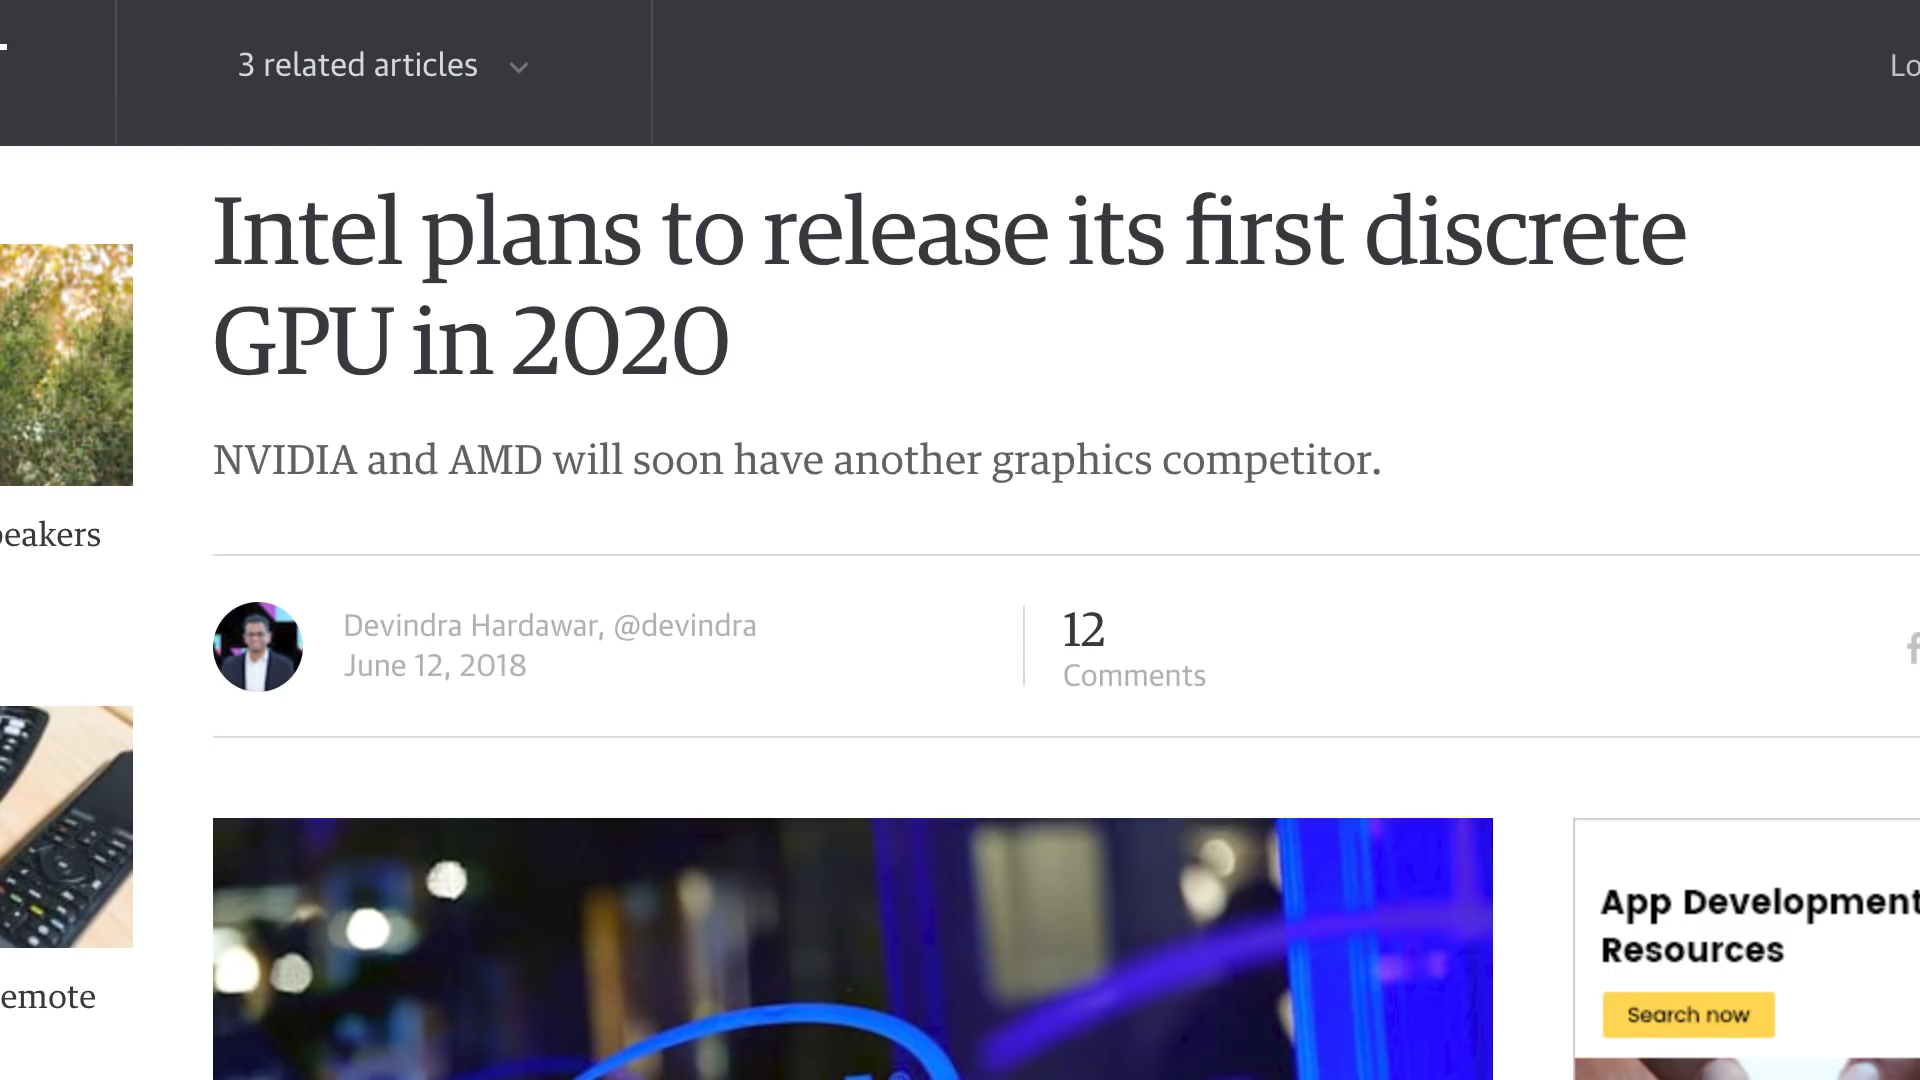 3 related articles
Lo
Intel plans to release its first discrete
GPU in 2020
NVIDIA and AMD will soon have another graphics competitor.
peakers
Devindra Hardawar, @devindra
June 12, 2018
12
Comments
emote
App Development
Resources
Search now